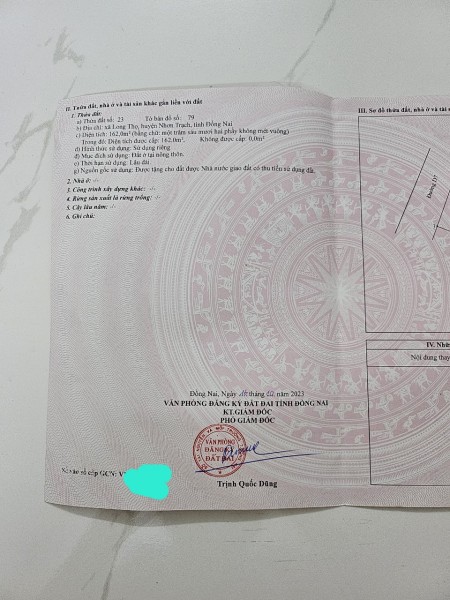 II. Thửa đất, nhà ở và tài sản khác gắn liền với đất
1. Thửa đất:
a) Thửa đất số: 23 Tờ bản đồ số: 79
b) Địa chỉ: xã Long Thọ, huyện Nhơn Trạch, tỉnh Đồng Nai
c) Diện tích: 162,0m² (bằng chữ: một trăm sáu mươi hai phẩy không mét vuông)
Trong đó: Diện tích được cấp: 162,0m². Không được cấp: 0,0m²
d) Hình thức sử dụng: Sử dụng riêng
đ) Mục đích sử dụng: Đất ở tại nông thôn.
e) Thời hạn sử dụng: Lâu dài.
g) Nguồn gốc sử dụng: Được tặng cho đất được Nhà nước giao đất có thu tiền sử dụng đất.
2. Nhà ở: -/-
3. Công trình xây dựng khác: -/-
4. Rừng sản xuất là rừng trồng: -/-
5. Cây lâu năm: -/-
6. Ghi chú:
III. Sơ đồ thửa đất, nhà ở và tài sản
Đường D7
IV. Nhữ
Nội dung thay
Đồng Nai, Ngày tháng năm 2023
VĂN PHÒNG ĐĂNG KÝ ĐẤT ĐAI TỈNH ĐỒNG NAI
KT.GIÁM ĐỐC
PHÓ GIÁM ĐỐC
VĂN PHÒNG
ĐĂNG KÝ
ĐẤT ĐAI
Số vào sổ cấp GCN: V
Trịnh Quốc Dũng